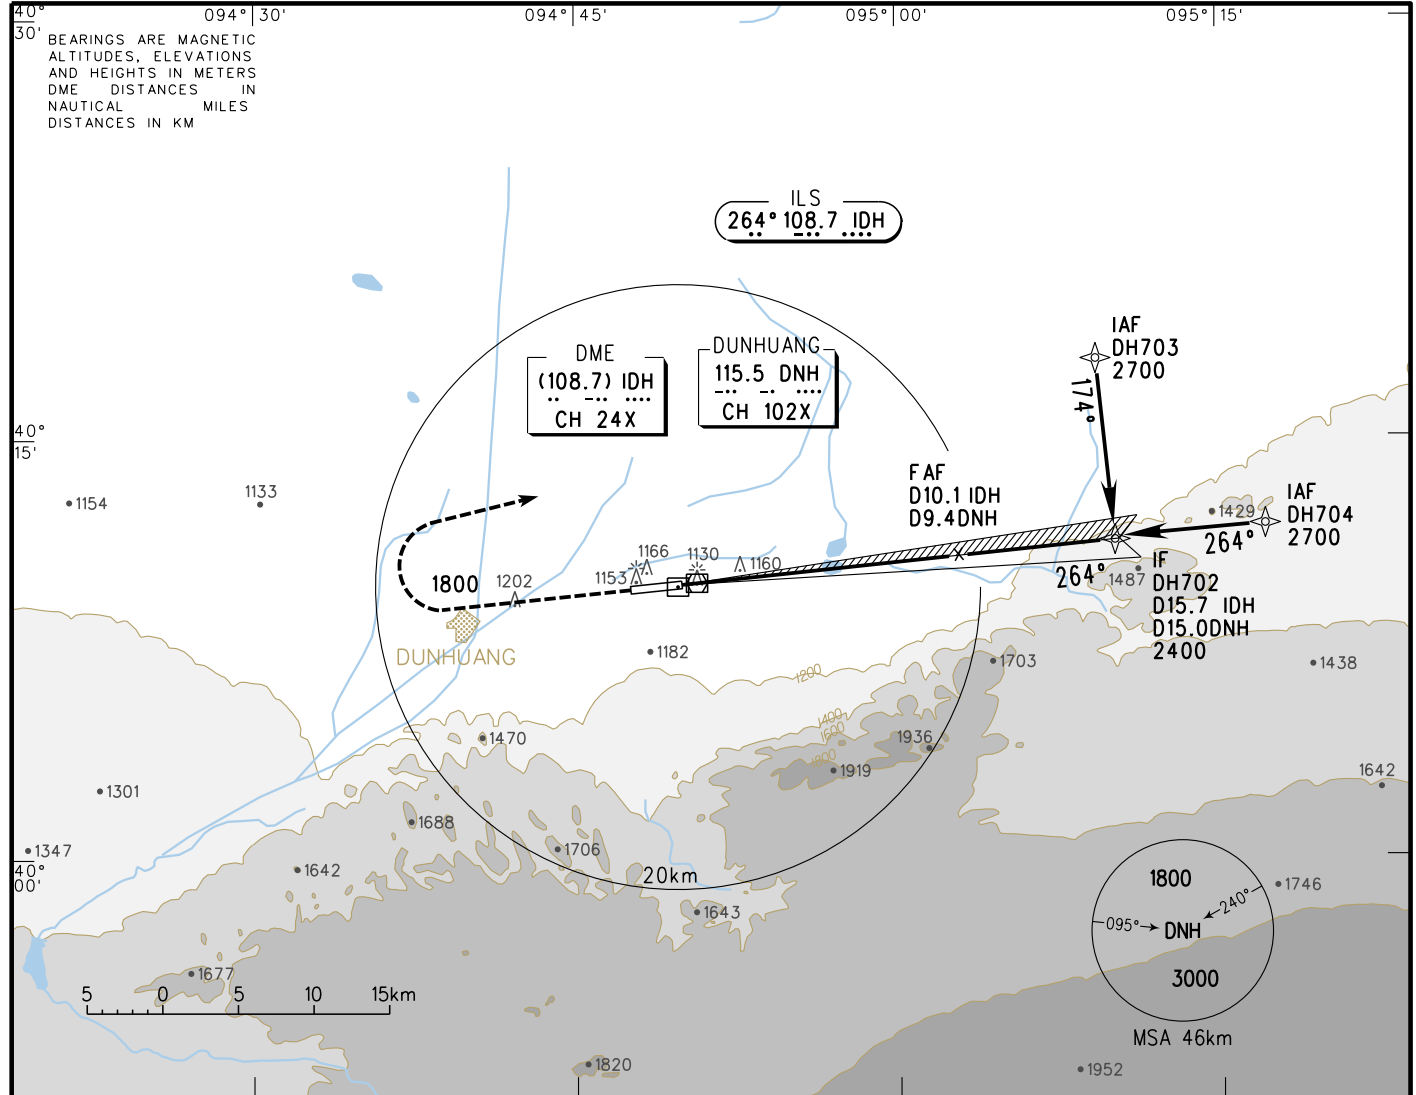 40°
30'
094°30'
094°45'
095°00'
095°15'
BEARINGS ARE MAGNETIC
ALTITUDES, ELEVATIONS
AND HEIGHTS IN METERS
DME DISTANCES IN
NAUTICAL MILES
DISTANCES IN KM
ILS
264° 108.7 IDH
DME
(108.7) IDH
CH 24X
DUNHUANG
115.5 DNH
CH 102X
IAF
DH703
2700
174°
40°
15'
FAF
D10.1 IDH
D9.4DNH
1154
1133
1429
IAF
DH704
2700
264°
264°
1166
1130
1160
1153
1800
1202
1487
IF
DH702
D15.7 IDH
D15.0DNH
2400
DUNHUANG
1182
1703
1438
1200
1400
1600
1800
1470
1936
1919
1642
1301
1688
1347
1706
1642
40°
00'
20km
1643
1746
1800
095°
240°
DNH
3000
MSA 46km
1677
5 0 5 10 15km
1820
1952